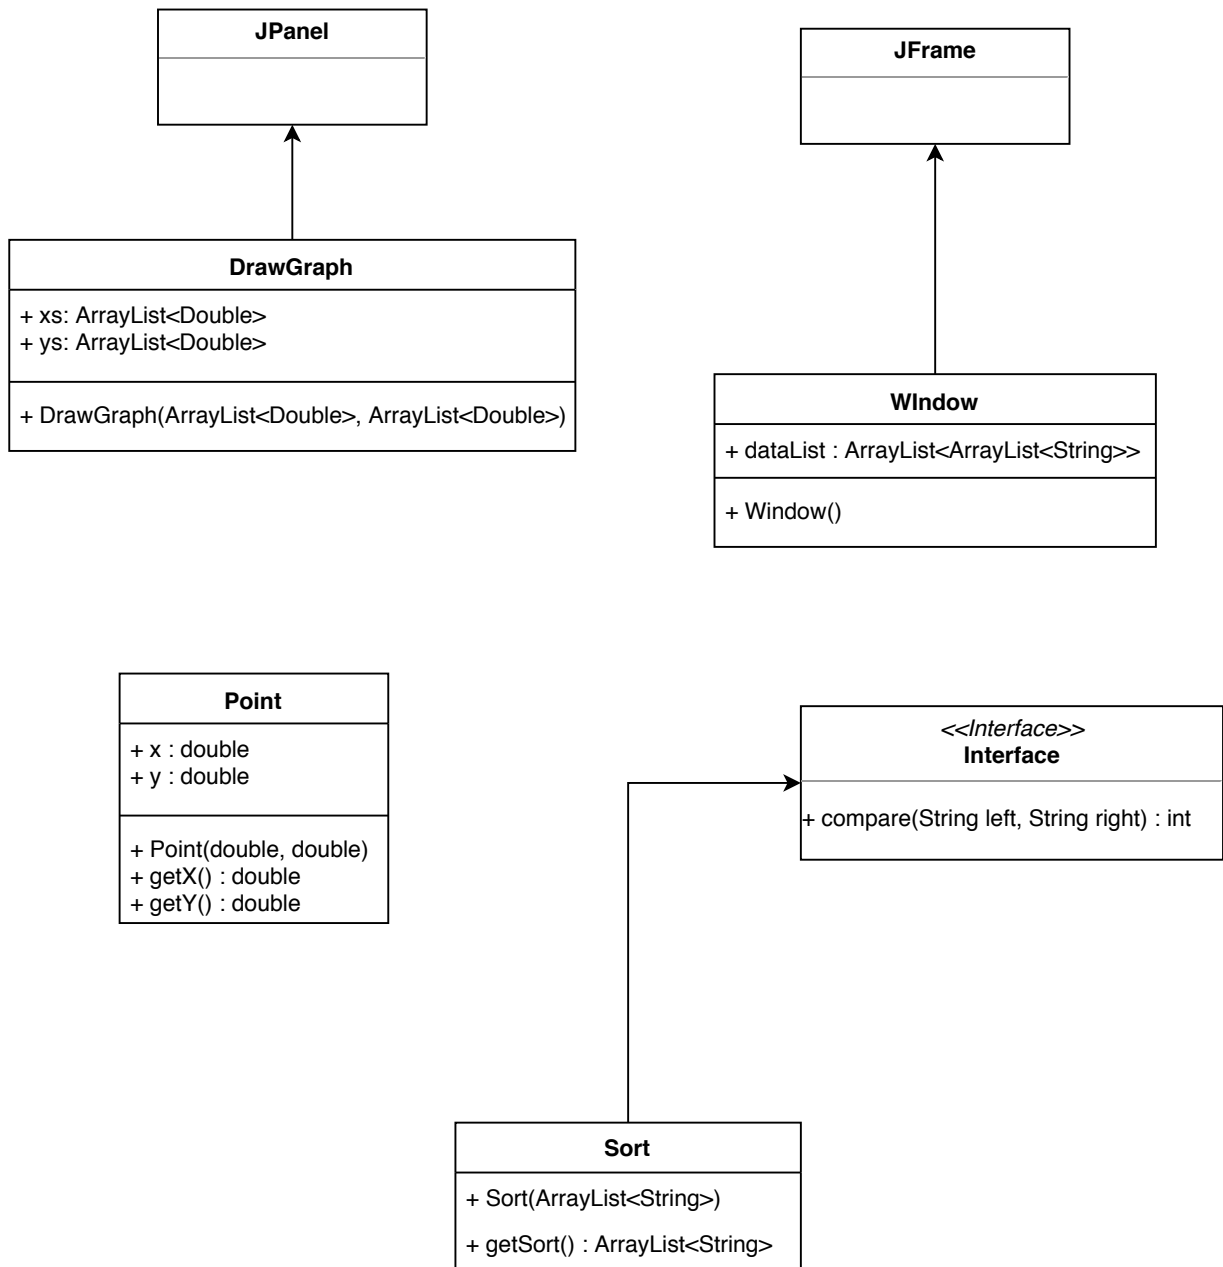 JPanel
JFrame
DrawGraph
+ xs: ArrayList<Double>
+ ys: ArrayList<Double>
+ DrawGraph(ArrayList<Double>, ArrayList<Double>)
WIndow
+ dataList : ArrayList<ArrayList<String>>
+ Window()
Point
+ x : double
+ y : double
+ Point(double, double)
+ getX() : double
+ getY() : double
<<Interface>>
Interface
+ compare(String left, String right) : int
Sort
+ Sort(ArrayList<String>)
+ getSort() : ArrayList<String>